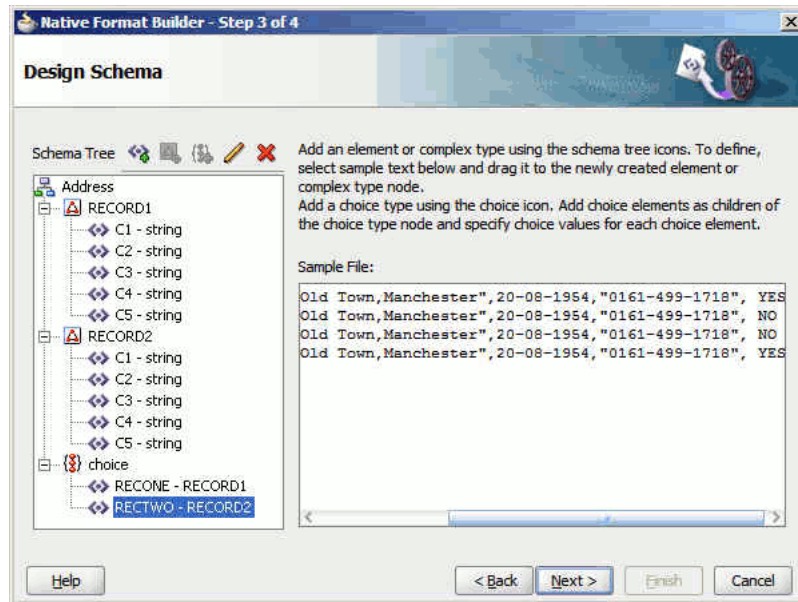 Native Format Builder - Step 3 of 4
Design Schema
Schema Tree
Address
RECORD1
C1 - string
C2 - string
C3 - string
C4 - string
C5 - string
RECORD2
C1 - string
C2 - string
C3 - string
C4 - string
C5 - string
choice
RECONE - RECORD1
RECTWO - RECORD2
Add an element or complex type using the schema tree icons. To define,
select sample text below and drag it to the newly created element or
complex type node.
Add a choice type using the choice icon. Add choice elements as children of
the choice type node and specify choice values for each choice element.
Sample File:
Old Town,Manchester",20-08-1954,"0161-499-1718", YES
Old Town,Manchester",20-08-1954,"0161-499-1718", NO
Old Town,Manchester",20-08-1954,"0161-499-1718", NO
Old Town,Manchester",20-08-1954,"0161-499-1718", YES
Help
< Back
Next >
Finish
Cancel